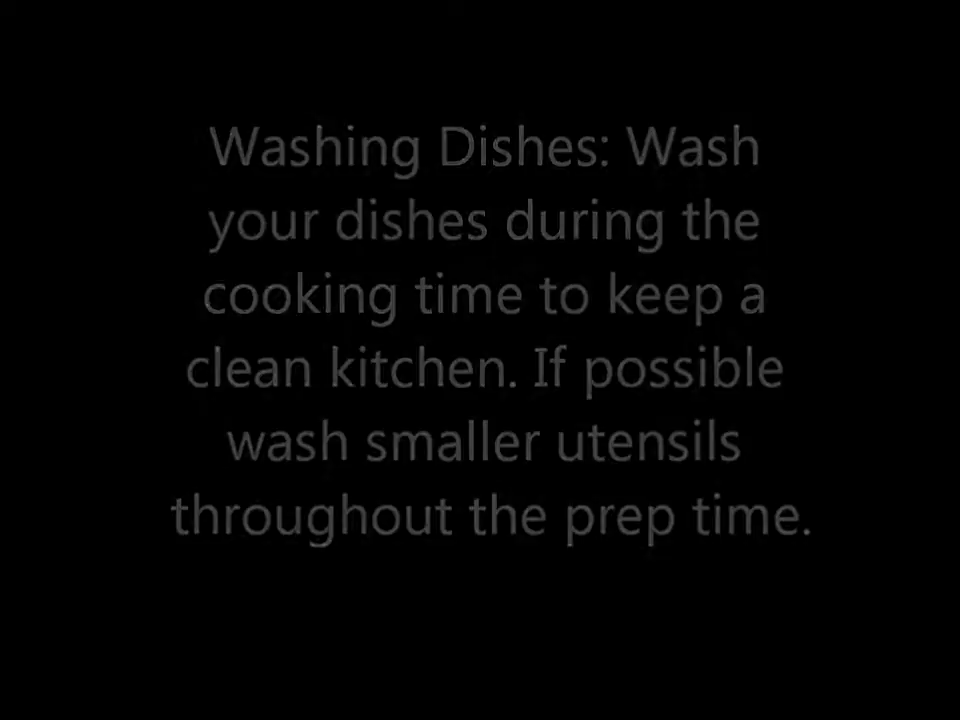 Washing Dishes: Wash
your dishes during the
cooking time to keep a
clean kitchen. If possible
wash smaller utensils
throughout the prep time.